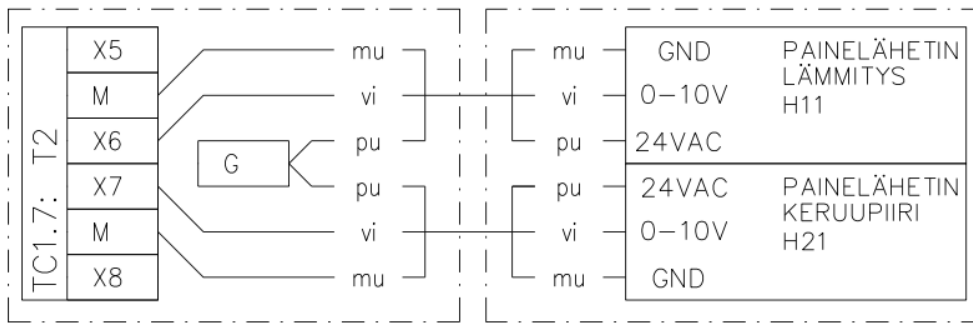 X5
M
X6
X7
M
X8
TC1.7: T2
G
mu
vi
pu
pu
vi
mu
mu
vi
pu
pu
vi
mu
GND
0-10V
24VAC
PAINELÄHETIN
LÄMMITYS
H11
24VAC
0-10V
GND
PAINELÄHETIN
KERUUPIIRI
H21